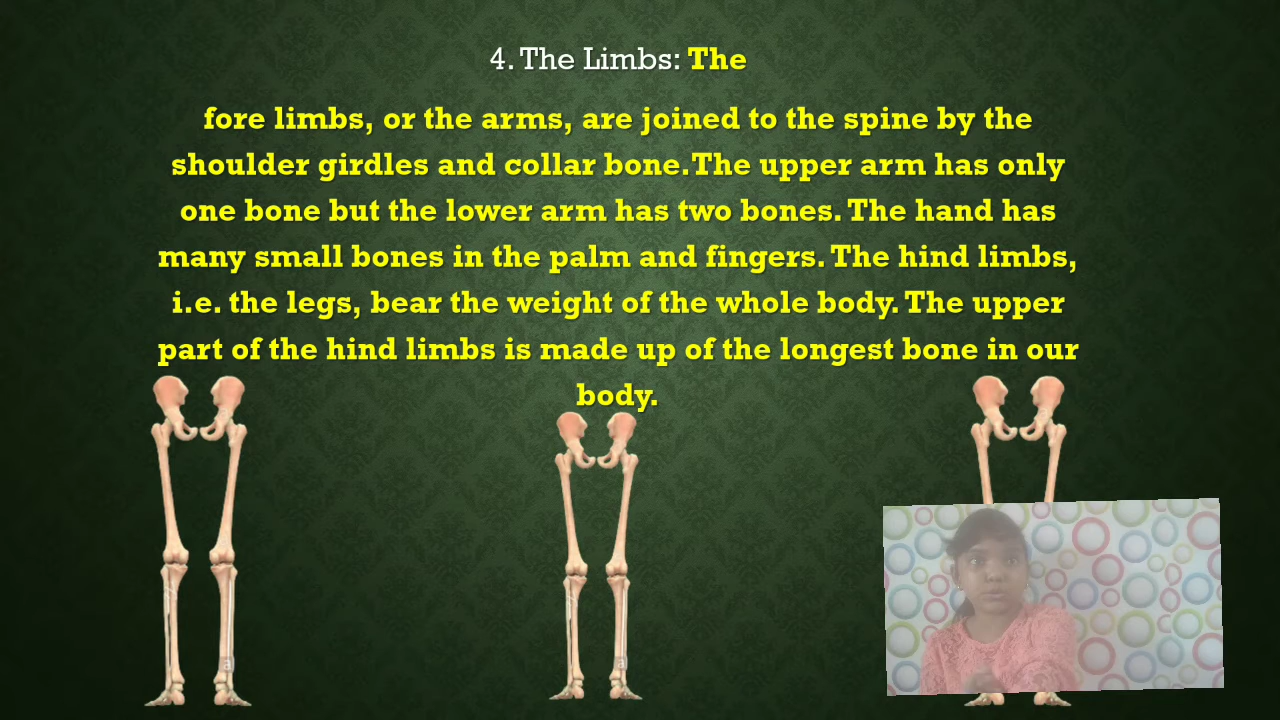 4. The Limbs: The
fore limbs, or the arms, are joined to the spine by the
shoulder girdles and collar bone.The upper arm has only
one bone but the lower arm has two bones. The hand has
many small bones in the palm and fingers. The hind limbs,
i.e. the legs, bear the weight of the whole body. The upper
part of the hind limbs is made up of the longest bone in our
body.